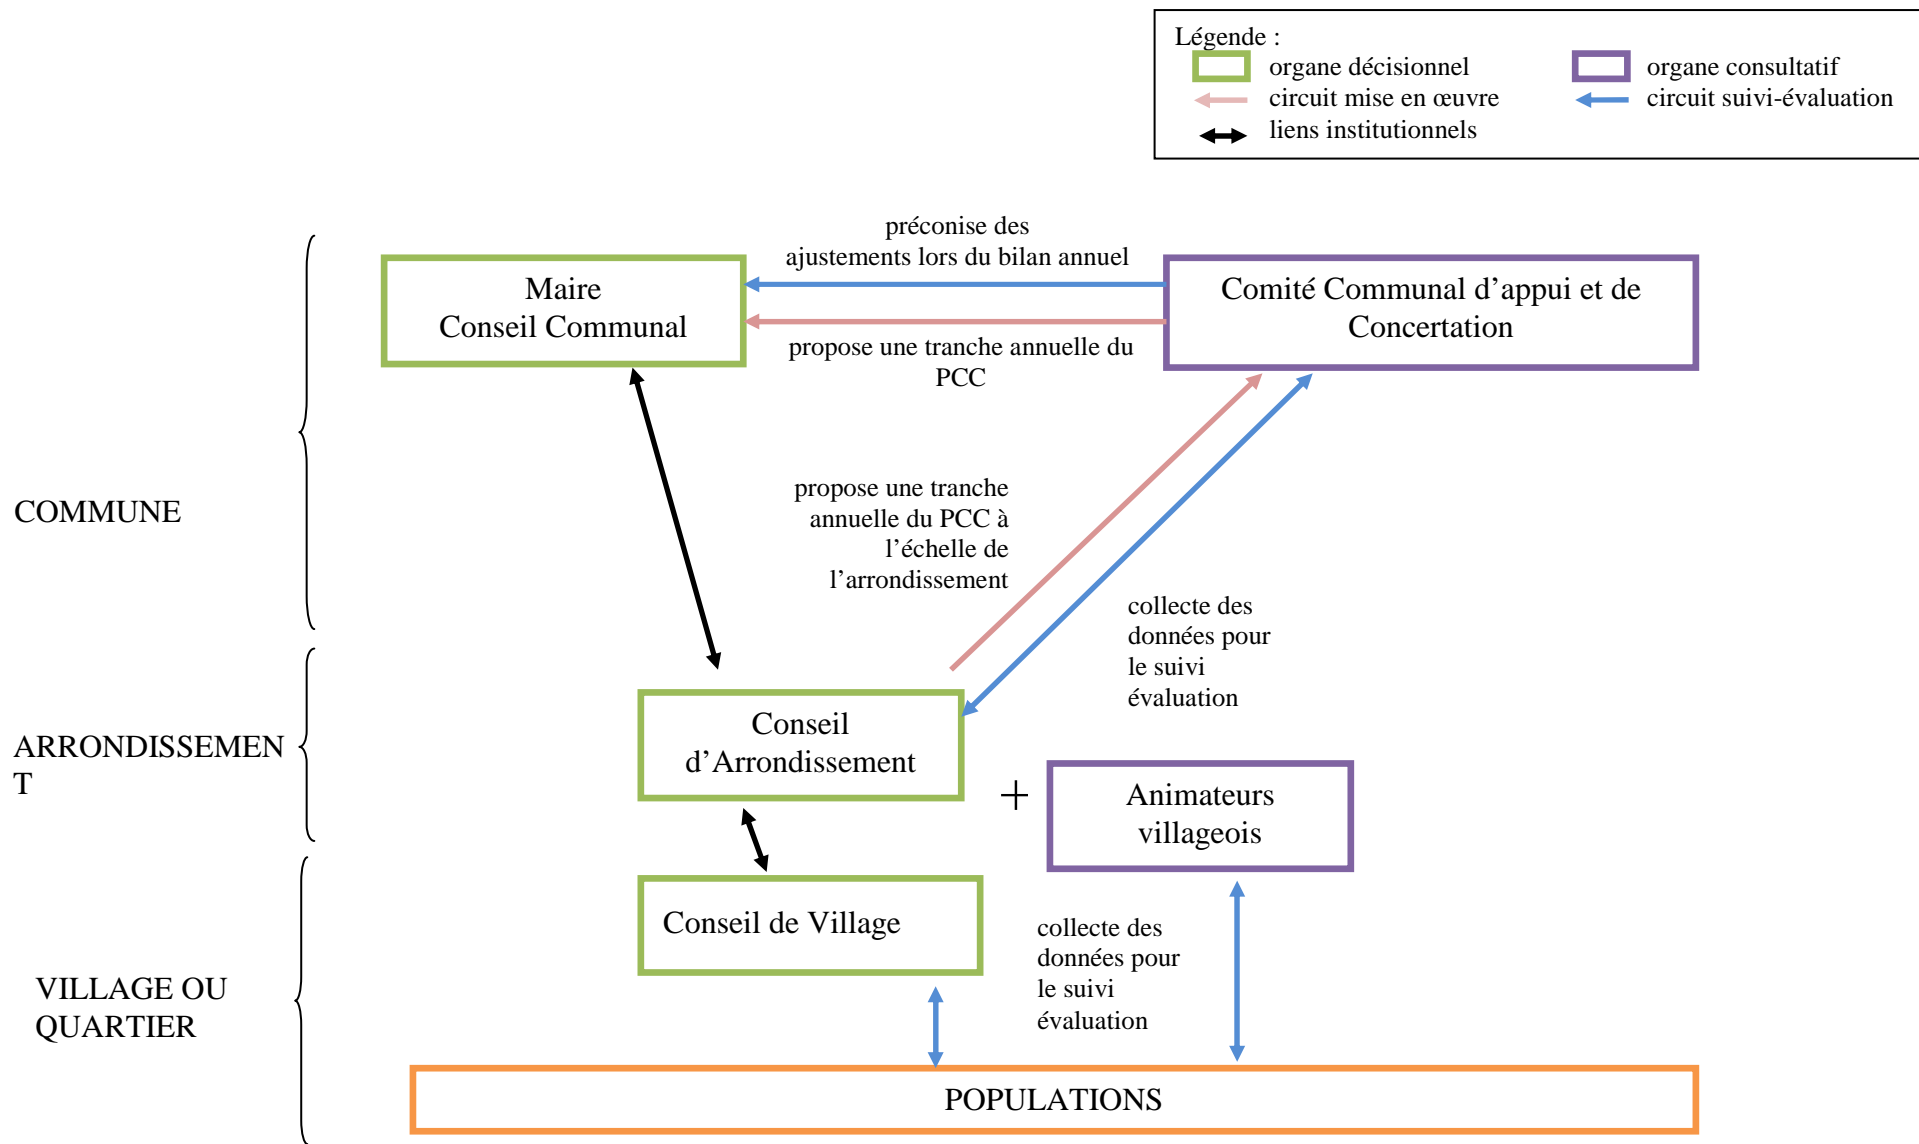 Légende :
organe décisionnel
organe consultatif
circuit mise en œuvre
circuit suivi-évaluation
liens institutionnels
préconise des
ajustements lors du bilan annuel
Maire
Conseil Communal
Comité Communal d’appui et de
Concertation
propose une tranche annuelle du
PCC
COMMUNE
propose une tranche
annuelle du PCC à
l’échelle de
l’arrondissement
collecte des
données pour
le suivi
évaluation
ARRONDISSEMEN
T
Conseil
d’Arrondissement
+
Animateurs
villageois
VILLAGE OU
QUARTIER
Conseil de Village
collecte des
données pour
le suivi
évaluation
POPULATIONS